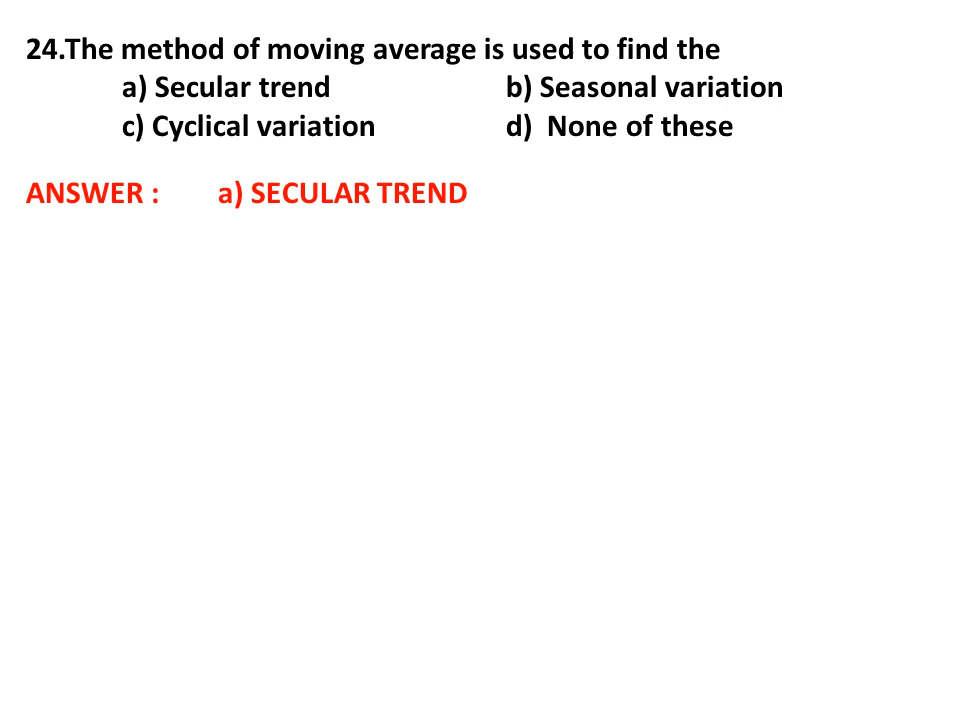 24.The method of moving average is used to find the
a) Secular trend b) Seasonal variation
c) Cyclical variation d) None of these
ANSWER : a) SECULAR TREND